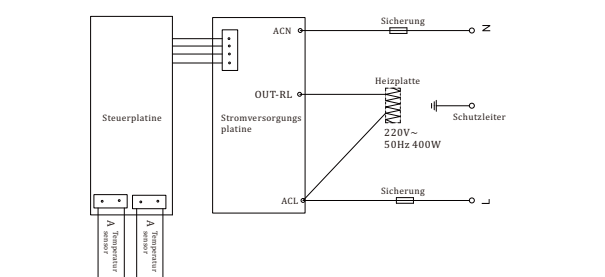 Sicherung
ACN
N
Heizplatte
OUT-RL
Steuerplatine
Stromversorgungs
platine
Schutzleiter
220V~
50Hz 400W
Sicherung
ACL
L
A
Temperatur
sensor
A
Temperatur
sensor